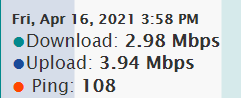 Fri, Apr 16, 2021 3:58 PM
Download: 2.98 Mbps
Upload: 3.94 Mbps
Ping: 108